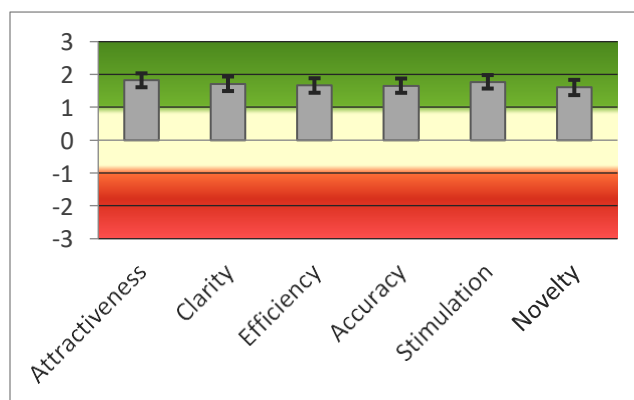 3
2
1
0
-1
-2
-3
Attractiveness
Clarity
Efficiency
Accuracy
Stimulation
Novelty